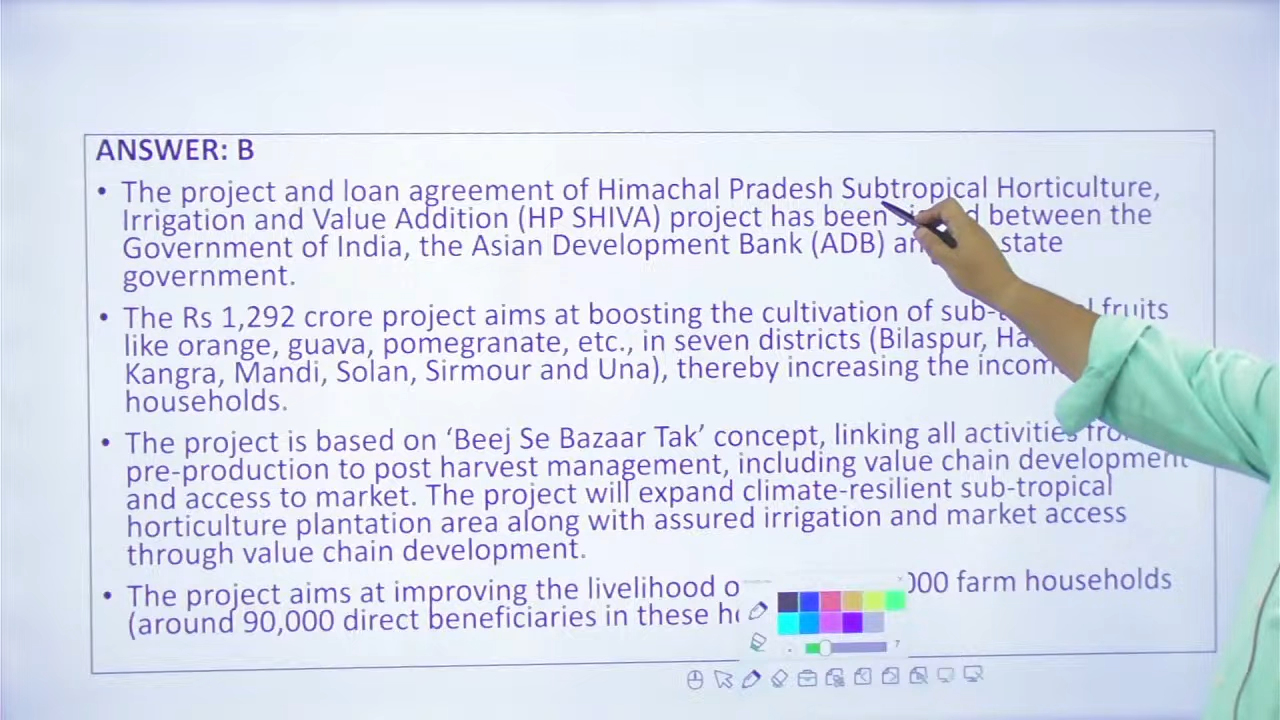 ANSWER: B
• The project and loan agreement of Himachal Pradesh Subtropical Horticulture,
Irrigation and Value Addition (HP SHIVA) project has been between the
Government of India, the Asian Development Bank (ADB) state
government.
• The Rs 1,292 crore project aims at boosting the cultivation of fruits
like orange, guava, pomegranate, etc., in seven districts (Bilaspur,
Kangra, Mandi, Solan, Sirmour and Una), thereby increasing the
households.
• The project is based on ‘Beej Se Bazaar Tak’ concept, linking all activities
pre-production to post harvest management, including value chain development
and access to market. The project will expand climate-resilient sub-tropical
horticulture plantation area along with assured irrigation and market access
through value chain development.
• The project aims at improving the livelihood farm households
(around 90,000 direct beneficiaries in these
7